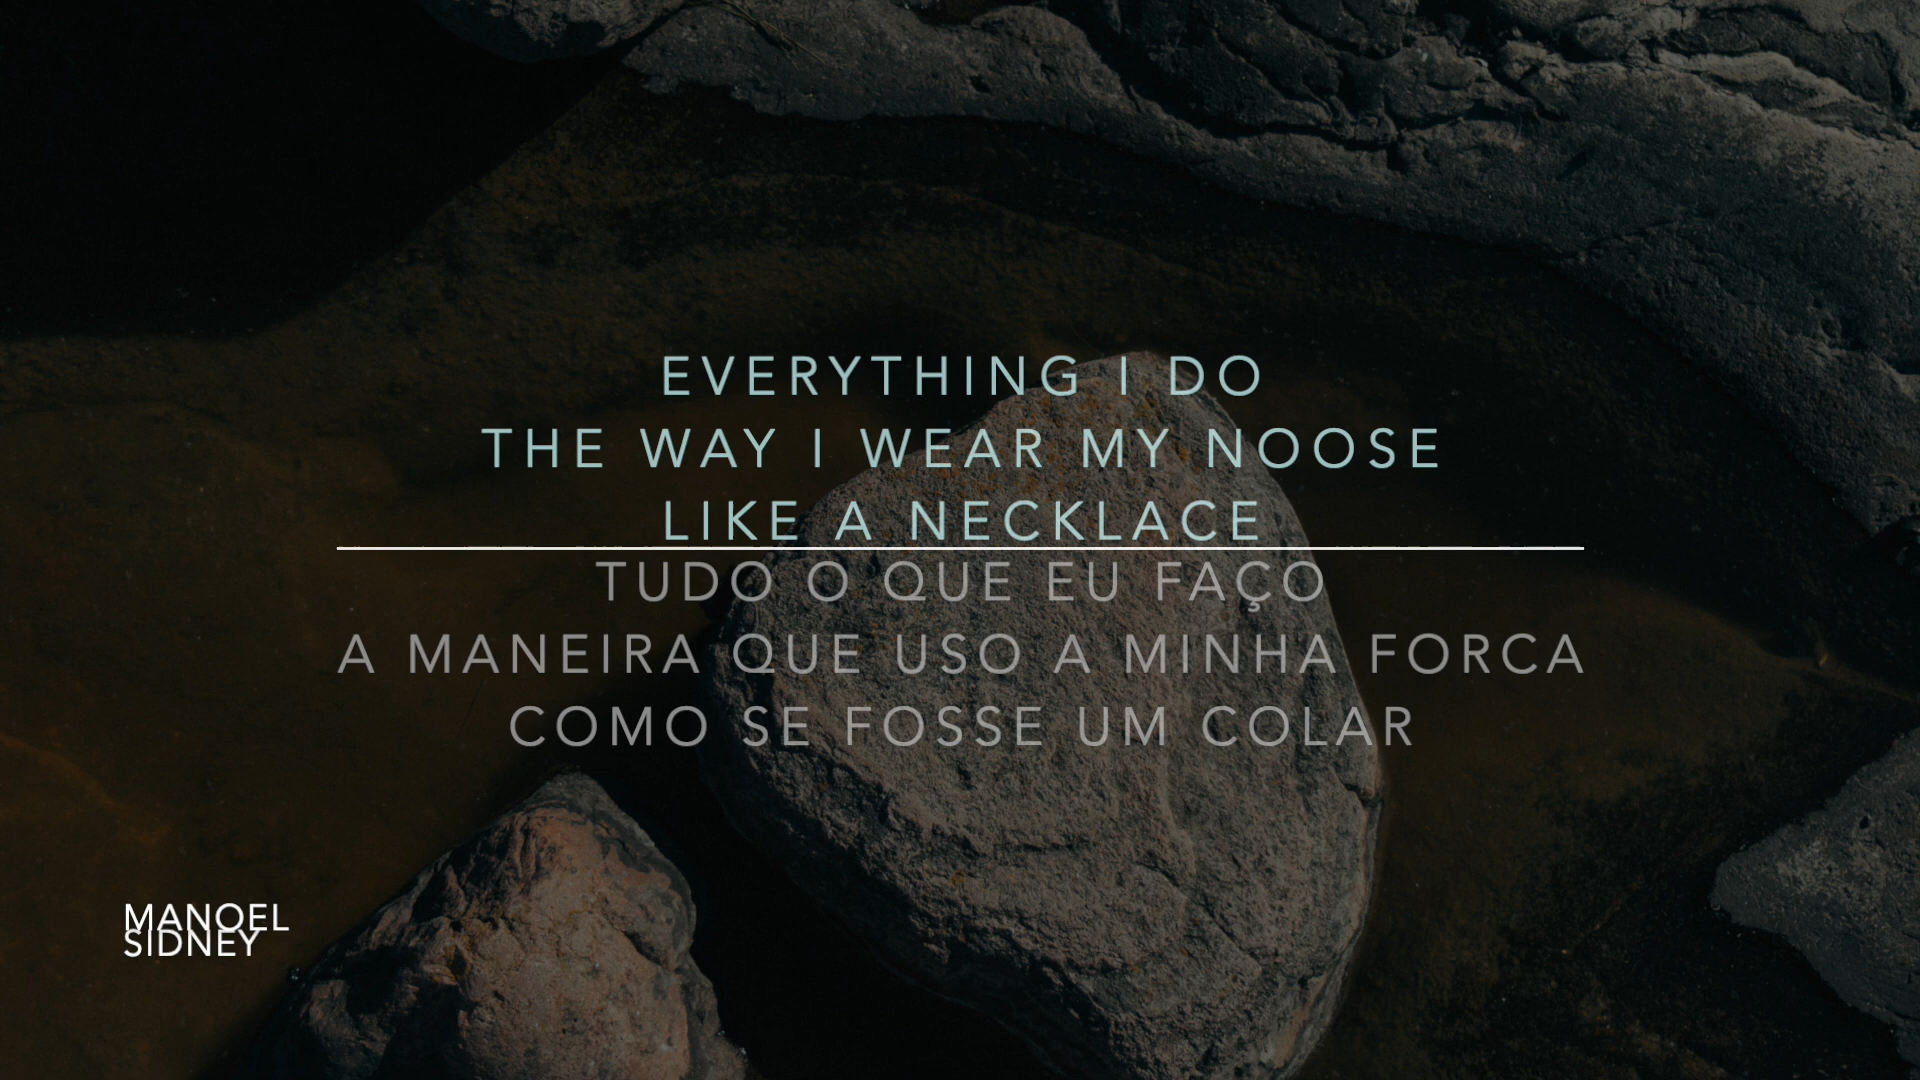 EVERYTHING I DO
THE WAY I WEAR MY NOOSE
LIKE A NECKLACE
TUDO O QUE EU FAÇO
A MANEIRA QUE USO A MINHA FORCA
COMO SE FOSSE UM COLAR
MANOEL
SIDNEY